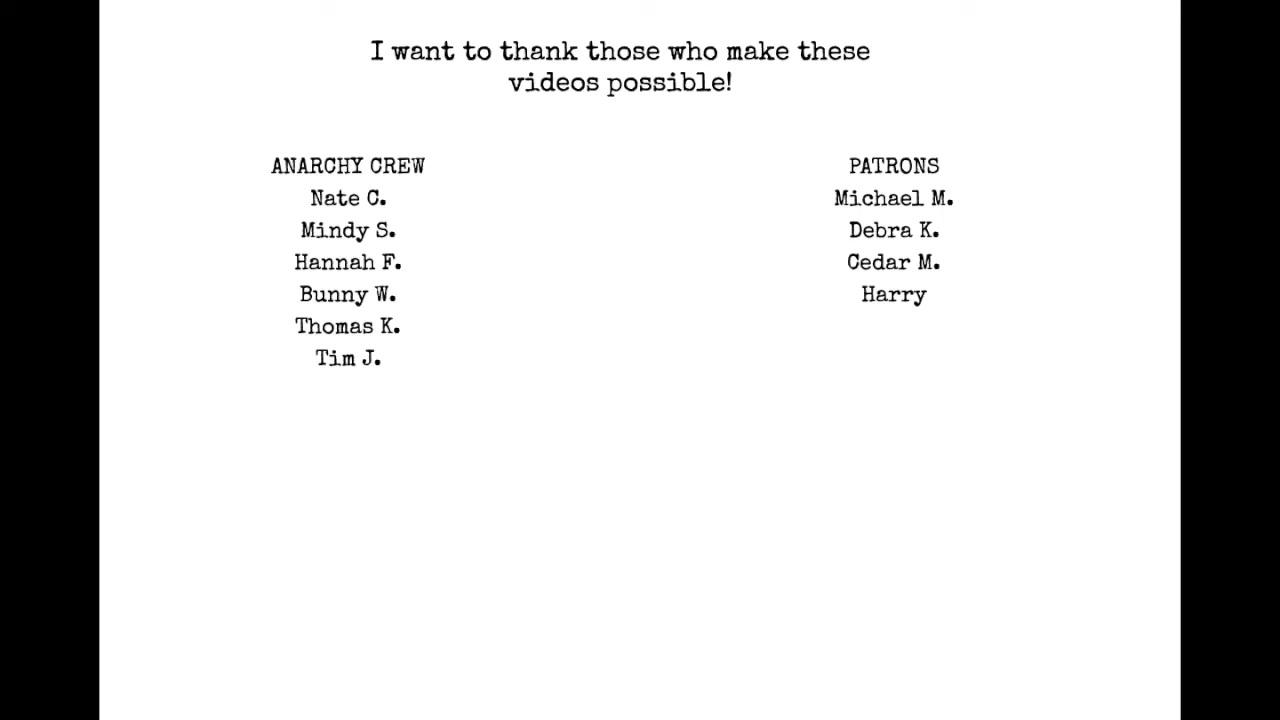 I want to thank those who make these
videos possible!
ANARCHY CREW
Nate C.
Mindy S.
Hannah F.
Bunny W.
Thomas K.
Tim J.
PATRONS
Michael M.
Debra K.
Cedar M.
Harry